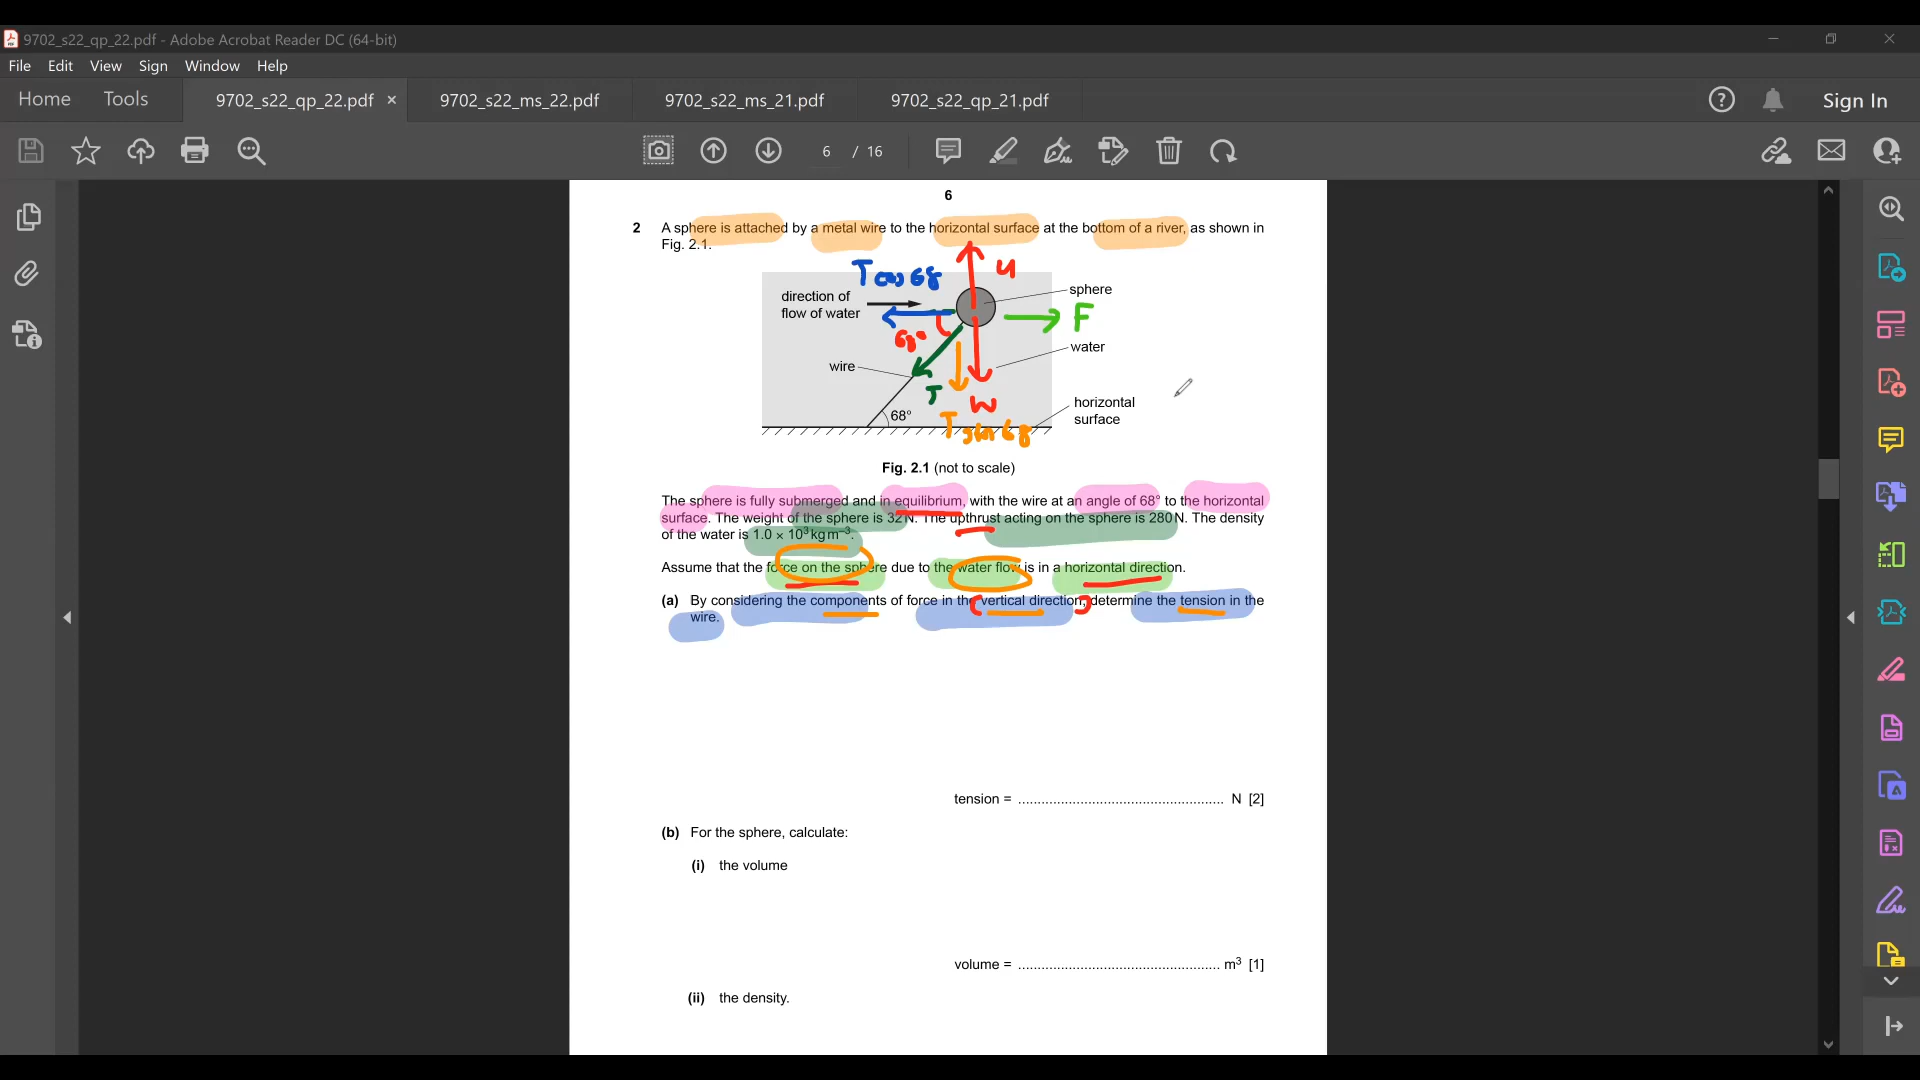 9702_s22_qp_22.pdf - Adobe Acrobat Reader DC (64-bit)
File Edit View Sign Window Help
Home Tools 9702_s22_qp_22.pdf × 9702_s22_ms_22.pdf 9702_s22_ms_21.pdf 9702_s22_qp_21.pdf Sign In
6 / 16
6
2 A sphere is attached by a metal wire to the horizontal surface at the bottom of a river, as shown in
Fig. 2.1.
T cos 68
u
direction of
flow of water
sphere
F
68°
water
wire
T
W
68°
horizontal
surface
T sin 68
Fig. 2.1 (not to scale)
The sphere is fully submerged and in equilibrium, with the wire at an angle of 68° to the horizontal
surface. The weight of the sphere is 32N. The upthrust acting on the sphere is 280N. The density
of the water is 1.0 × 10³ kg m⁻³.
Assume that the force on the sphere due to the water flow is in a horizontal direction.
(a) By considering the components of force in the vertical direction, determine the tension in the
wire.
tension = ..................................................... N [2]
(b) For the sphere, calculate:
(i) the volume
volume = .................................................... m³ [1]
(ii) the density.